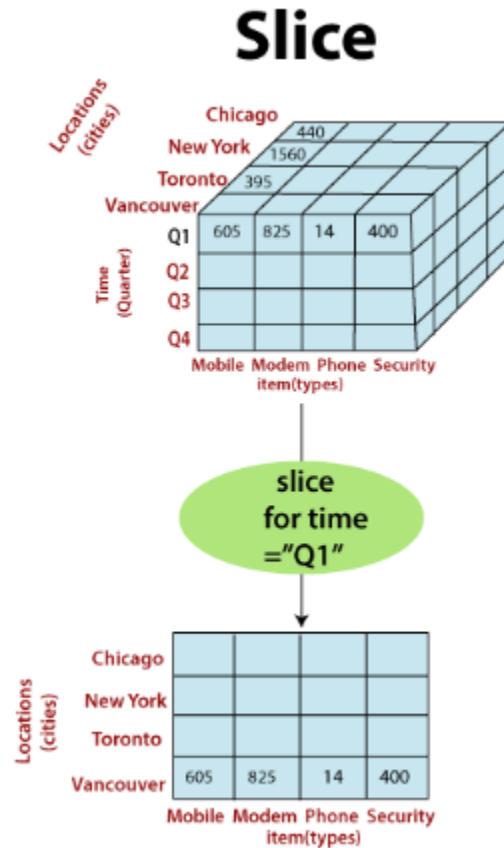 Slice
Locations
(cities)
Chicago
440
New York
1560
Toronto
395
Vancouver
Q1 605 825 14 400
Q2
Q3
Q4
Time
(Quarter)
Mobile Modem Phone Security
item(types)
slice
for time
="Q1"
Locations
(cities)
Chicago
New York
Toronto
Vancouver 605 825 14 400
Mobile Modem Phone Security
item(types)